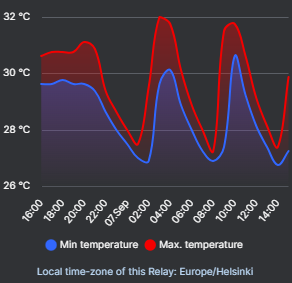 32 °C
30 °C
28 °C
26 °C
16:00 18:00 20:00 22:00 07.Sep 02:00 04:00 06:00 08:00 10:00 12:00 14:00
Min temperature Max. temperature
Local time-zone of this Relay: Europe/Helsinki